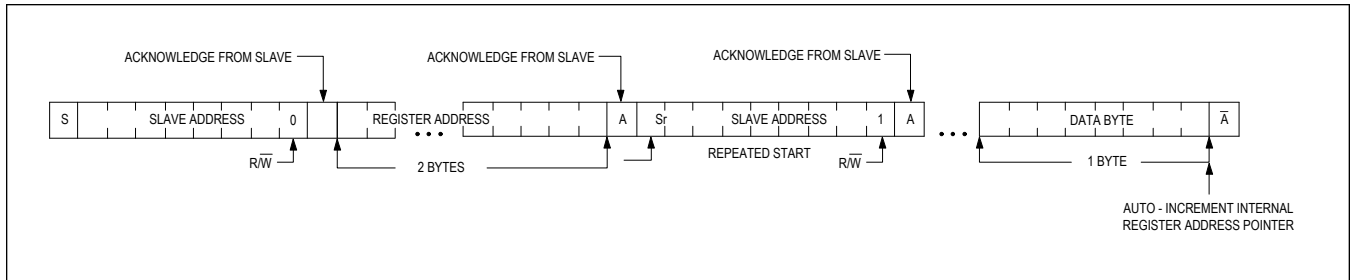 ACKNOWLEDGE FROM SLAVE ACKNOWLEDGE FROM SLAVE ACKNOWLEDGE FROM SLAVE
S SLAVE ADDRESS 0 REGISTER ADDRESS ... A Sr SLAVE ADDRESS 1 A ... DATA BYTE A̅
R/W̅ 2 BYTES REPEATED START R/W̅ 1 BYTE
AUTO - INCREMENT INTERNAL
REGISTER ADDRESS POINTER